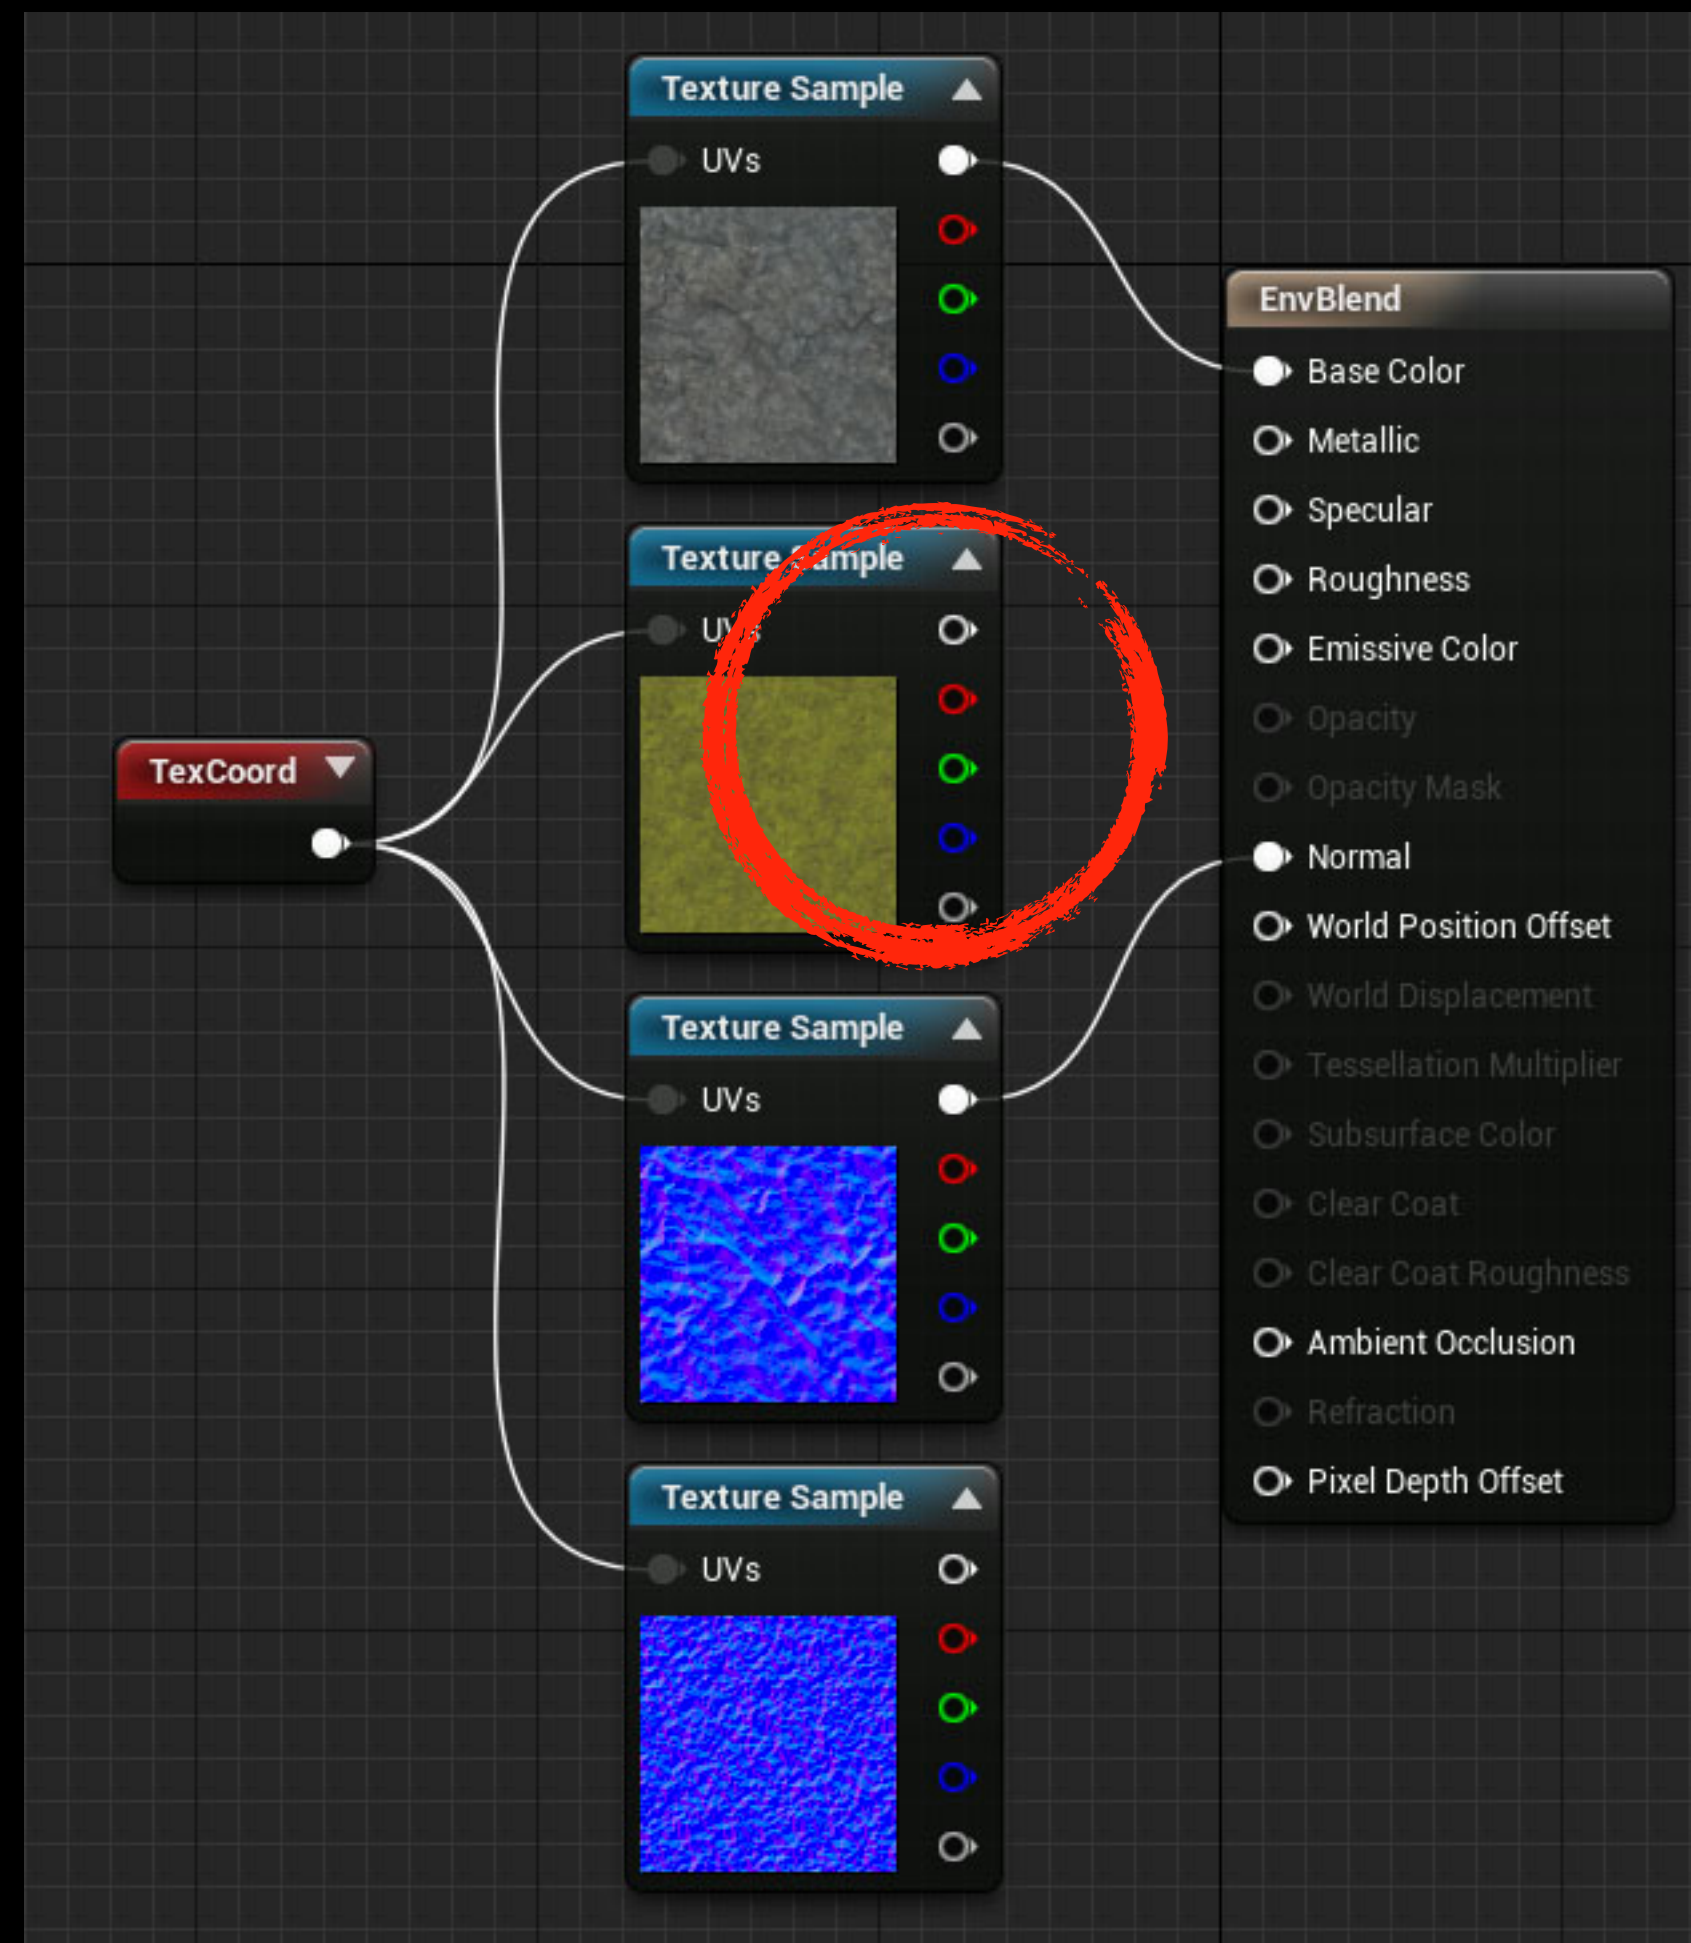 Texture Sample
UVs
Texture Sample
UVs
TexCoord
Texture Sample
UVs
Texture Sample
UVs
EnvBlend
Base Color
Metallic
Specular
Roughness
Emissive Color
Opacity
Opacity Mask
Normal
World Position Offset
World Displacement
Tessellation Multiplier
Subsurface Color
Clear Coat
Clear Coat Roughness
Ambient Occlusion
Refraction
Pixel Depth Offset